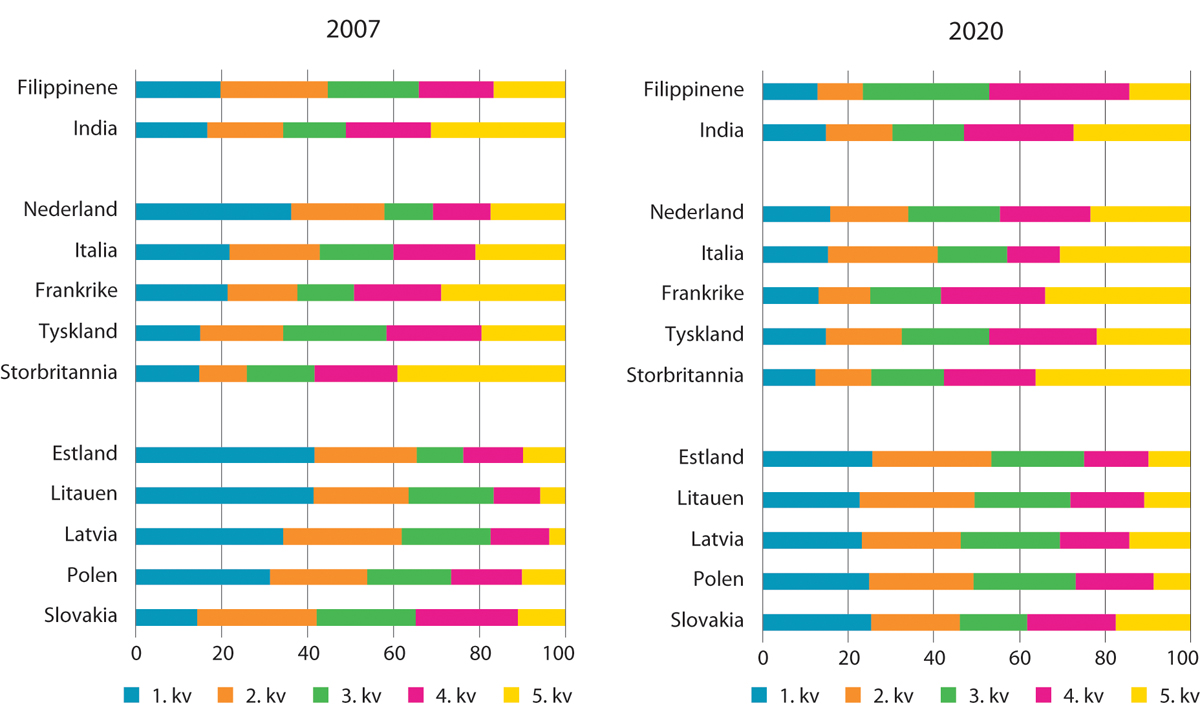 2007
Filippinene
India
Nederland
Italia
Frankrike
Tyskland
Storbritannia
Estland
Litauen
Latvia
Polen
Slovakia
0 20 40 60 80 100
1. kv 2. kv 3. kv 4. kv 5. kv
2020
Filippinene
India
Nederland
Italia
Frankrike
Tyskland
Storbritannia
Estland
Litauen
Latvia
Polen
Slovakia
0 20 40 60 80 100
1. kv 2. kv 3. kv 4. kv 5. kv